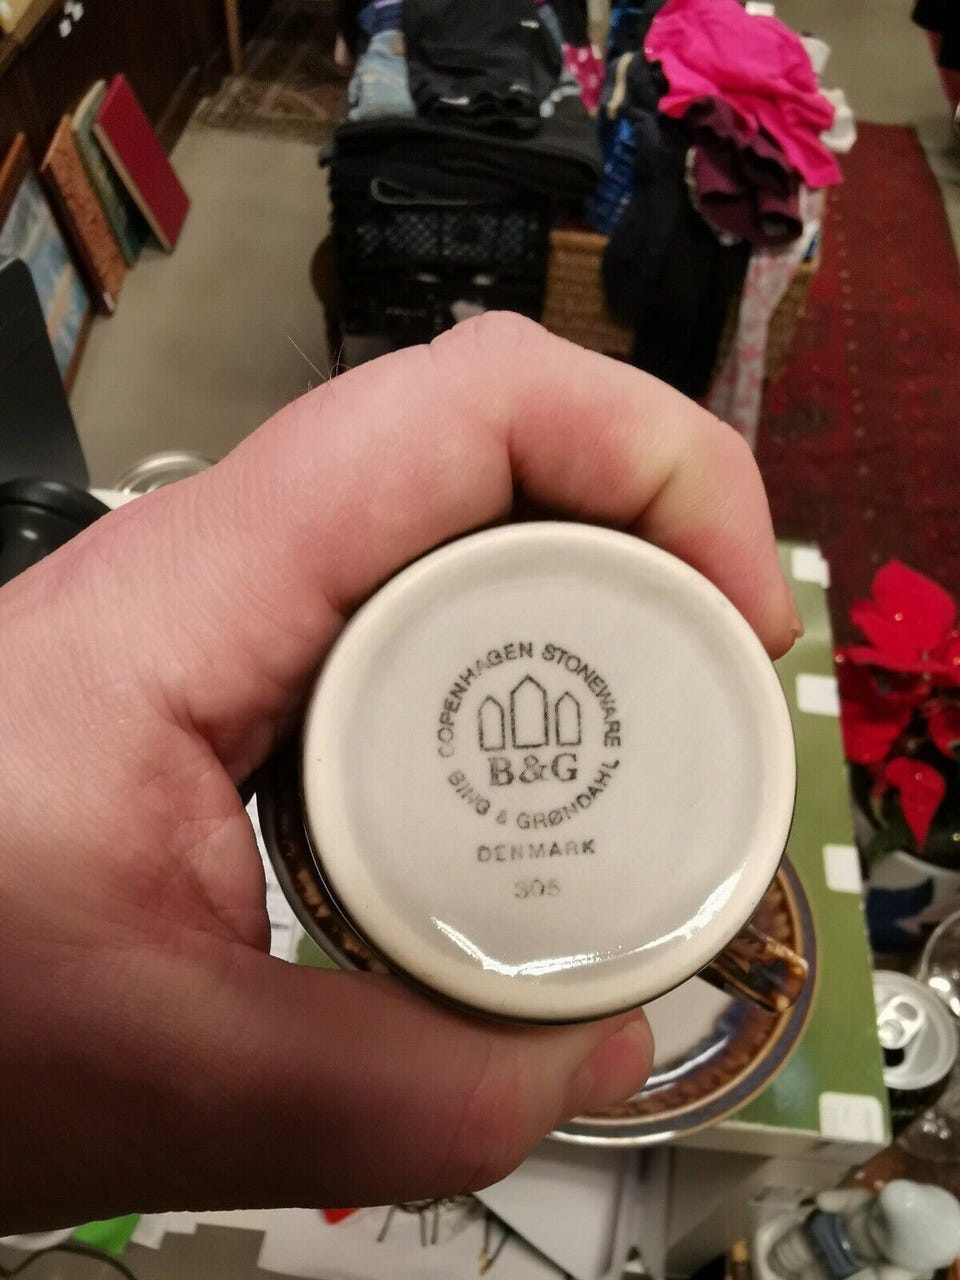 COPENHAGEN STONEWARE
B&G
BING & GRØNDAHL
DENMARK
305